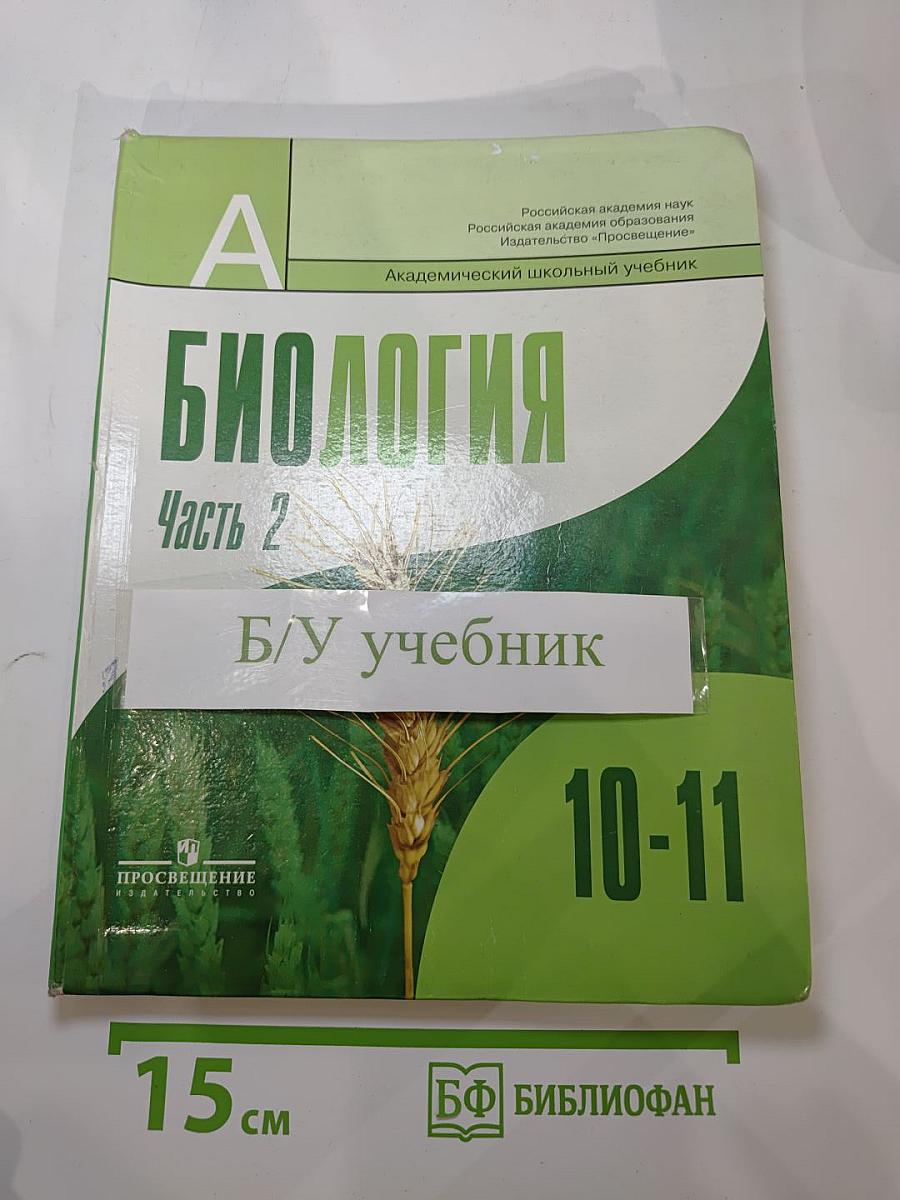 А
Российская академия наук
Российская академия образования
Издательство «Просвещение»
Академический школьный учебник
БИОЛОГИЯ
Часть 2
Б/У учебник
10-11
ПРОСВЕЩЕНИЕ
ИЗДАТЕЛЬСТВО
15 см
БФ БИБЛИОФАН